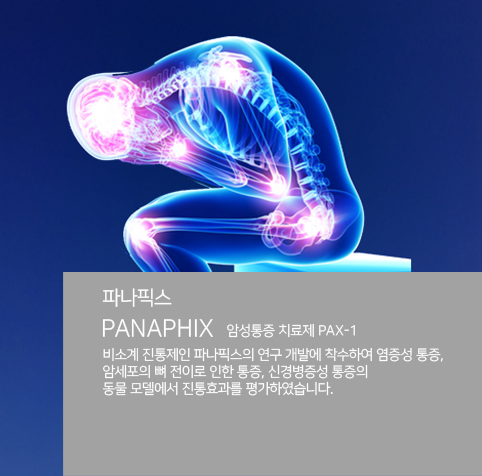 파나픽스
PANAPHIX 암성통증 치료제 PAX-1
비소계 진통제인 파나픽스의 연구 개발에 착수하여 염증성 통증,
암세포의 뼈 전이로 인한 통증, 신경병증성 통증의
동물 모델에서 진통효과를 평가하였습니다.